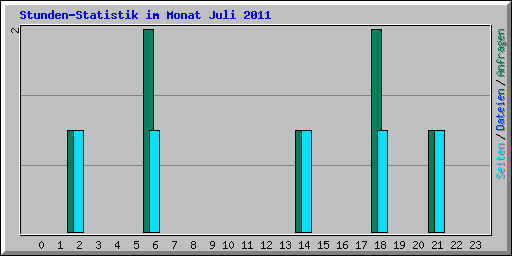 Stunden-Statistik im Monat Juli 2011
2
Seiten/Dateien/Anfragen
0 1 2 3 4 5 6 7 8 9 10 11 12 13 14 15 16 17 18 19 20 21 22 23